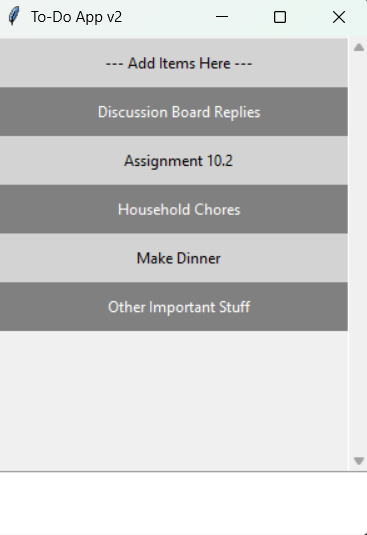 To-Do App v2
--- Add Items Here ---
Discussion Board Replies
Assignment 10.2
Household Chores
Make Dinner
Other Important Stuff